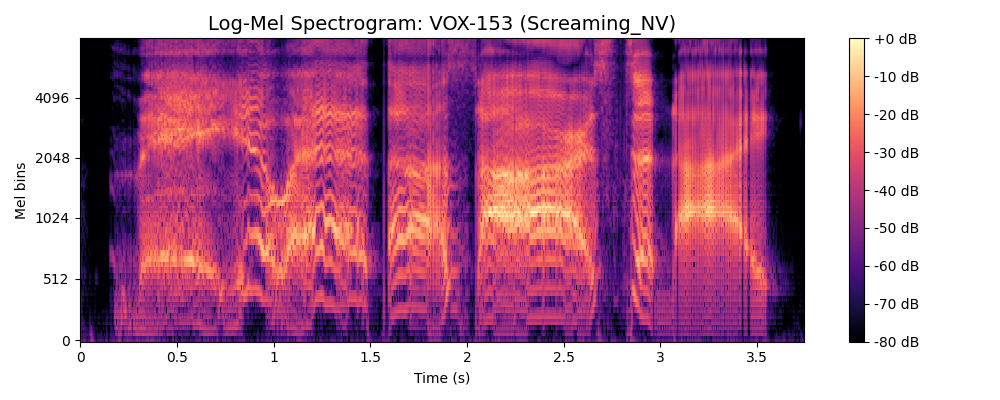 Log-Mel Spectrogram: VOX-153 (Screaming_NV)
Mel bins
4096
2048
1024
512
0
0 0.5 1 1.5 2 2.5 3 3.5
Time (s)
+0 dB
-10 dB
-20 dB
-30 dB
-40 dB
-50 dB
-60 dB
-70 dB
-80 dB